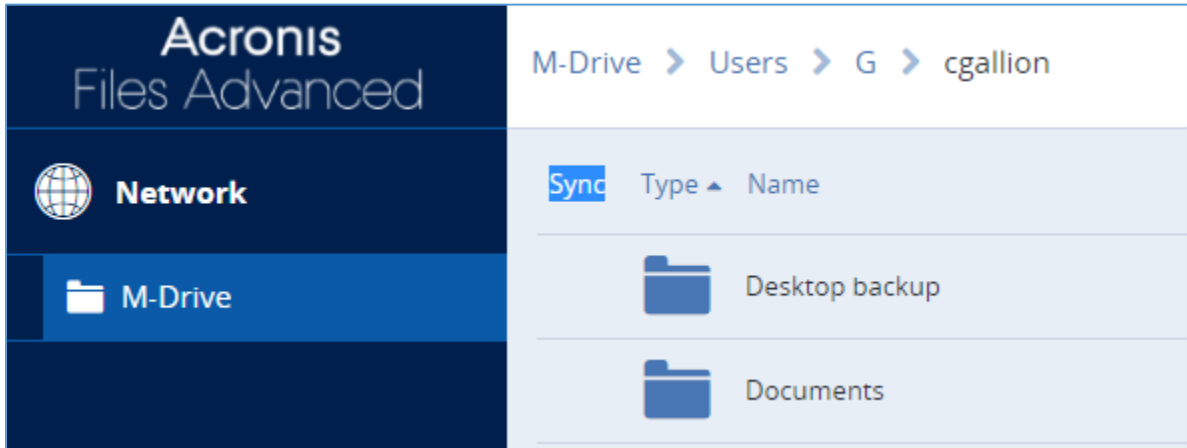 Acronis
Files Advanced
M-Drive > Users > G > cgallion
Network
Sync Type Name
M-Drive
Desktop backup
Documents